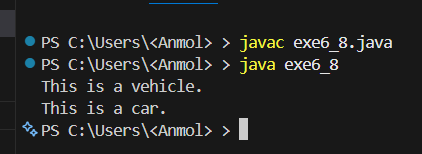 PS C:\Users\<Anmol> > javac exe6_8.java
PS C:\Users\<Anmol> > java exe6_8
This is a vehicle.
This is a car.
PS C:\Users\<Anmol> >